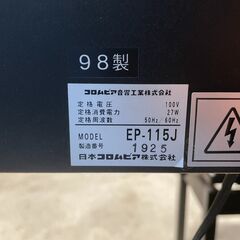 98製
コロムビア音響工業株式会社
定格電圧 100V
定格消費電力 27W
定格周波数 50Hz/60Hz
MODEL EP-115J
製造番号 1925
日本コロムビア株式会社